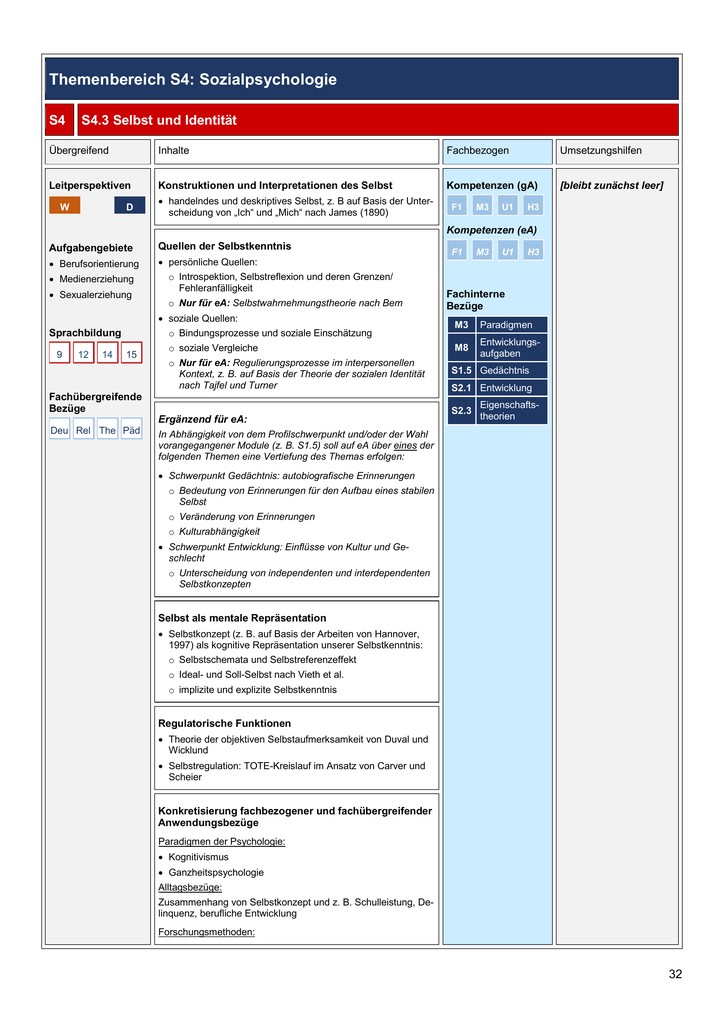 Themenbereich S4: Sozialpsychologie
S4 S4.3 Selbst und Identität
Übergreifend
Inhalte
Fachbezogen
Umsetzungshilfen
Leitperspektiven
W D
Aufgabengebiete
• Berufsorientierung
• Medienerziehung
• Sexualerziehung
Sprachbildung
9 12 14 15
Fachübergreifende
Bezüge
Deu Rel The Päd
Konstruktionen und Interpretationen des Selbst
• handelndes und deskriptives Selbst, z. B auf Basis der Unter-
scheidung von „Ich“ und „Mich“ nach James (1890)
Quellen der Selbstkenntnis
• persönliche Quellen:
o Introspektion, Selbstreflexion und deren Grenzen/
Fehleranfälligkeit
o Nur für eA: Selbstwahrnehmungstheorie nach Bem
• soziale Quellen:
o Bindungsprozesse und soziale Einschätzung
o soziale Vergleiche
o Nur für eA: Regulierungsprozesse im interpersonellen
Kontext, z. B. auf Basis der Theorie der sozialen Identität
nach Tajfel und Turner
Ergänzend für eA:
In Abhängigkeit von dem Profilschwerpunkt und/oder der Wahl
vorangegangener Module (z. B. S1.5) soll auf eA über eines der
folgenden Themen eine Vertiefung des Themas erfolgen:
• Schwerpunkt Gedächtnis: autobiografische Erinnerungen
o Bedeutung von Erinnerungen für den Aufbau eines stabilen
Selbst
o Veränderung von Erinnerungen
o Kulturabhängigkeit
• Schwerpunkt Entwicklung: Einflüsse von Kultur und Ge-
schlecht
o Unterscheidung von independenten und interdependenten
Selbstkonzepten
Selbst als mentale Repräsentation
• Selbstkonzept (z. B. auf Basis der Arbeiten von Hannover,
1997) als kognitive Repräsentation unserer Selbstkenntnis:
o Selbstschemata und Selbstreferenzeffekt
o Ideal- und Soll-Selbst nach Vieth et al.
o implizite und explizite Selbstkenntnis
Regulatorische Funktionen
• Theorie der objektiven Selbstaufmerksamkeit von Duval und
Wicklund
• Selbstregulation: TOTE-Kreislauf im Ansatz von Carver und
Scheier
Konkretisierung fachbezogener und fachübergreifender
Anwendungsbezüge
Paradigmen der Psychologie:
• Kognitivismus
• Ganzheitspsychologie
Alltagsbezüge:
Zusammenhang von Selbstkonzept und z. B. Schulleistung, De-
linquenz, berufliche Entwicklung
Forschungsmethoden:
Kompetenzen (gA)
F1 M3 U1 H3
Kompetenzen (eA)
F1 M3 U1 H3
Fachinterne
Bezüge
M3 Paradigmen
M8 Entwicklungs-
aufgaben
S1.5 Gedächtnis
S2.1 Entwicklung
S2.3 Eigenschafts-
theorien
[bleibt zunächst leer]
32